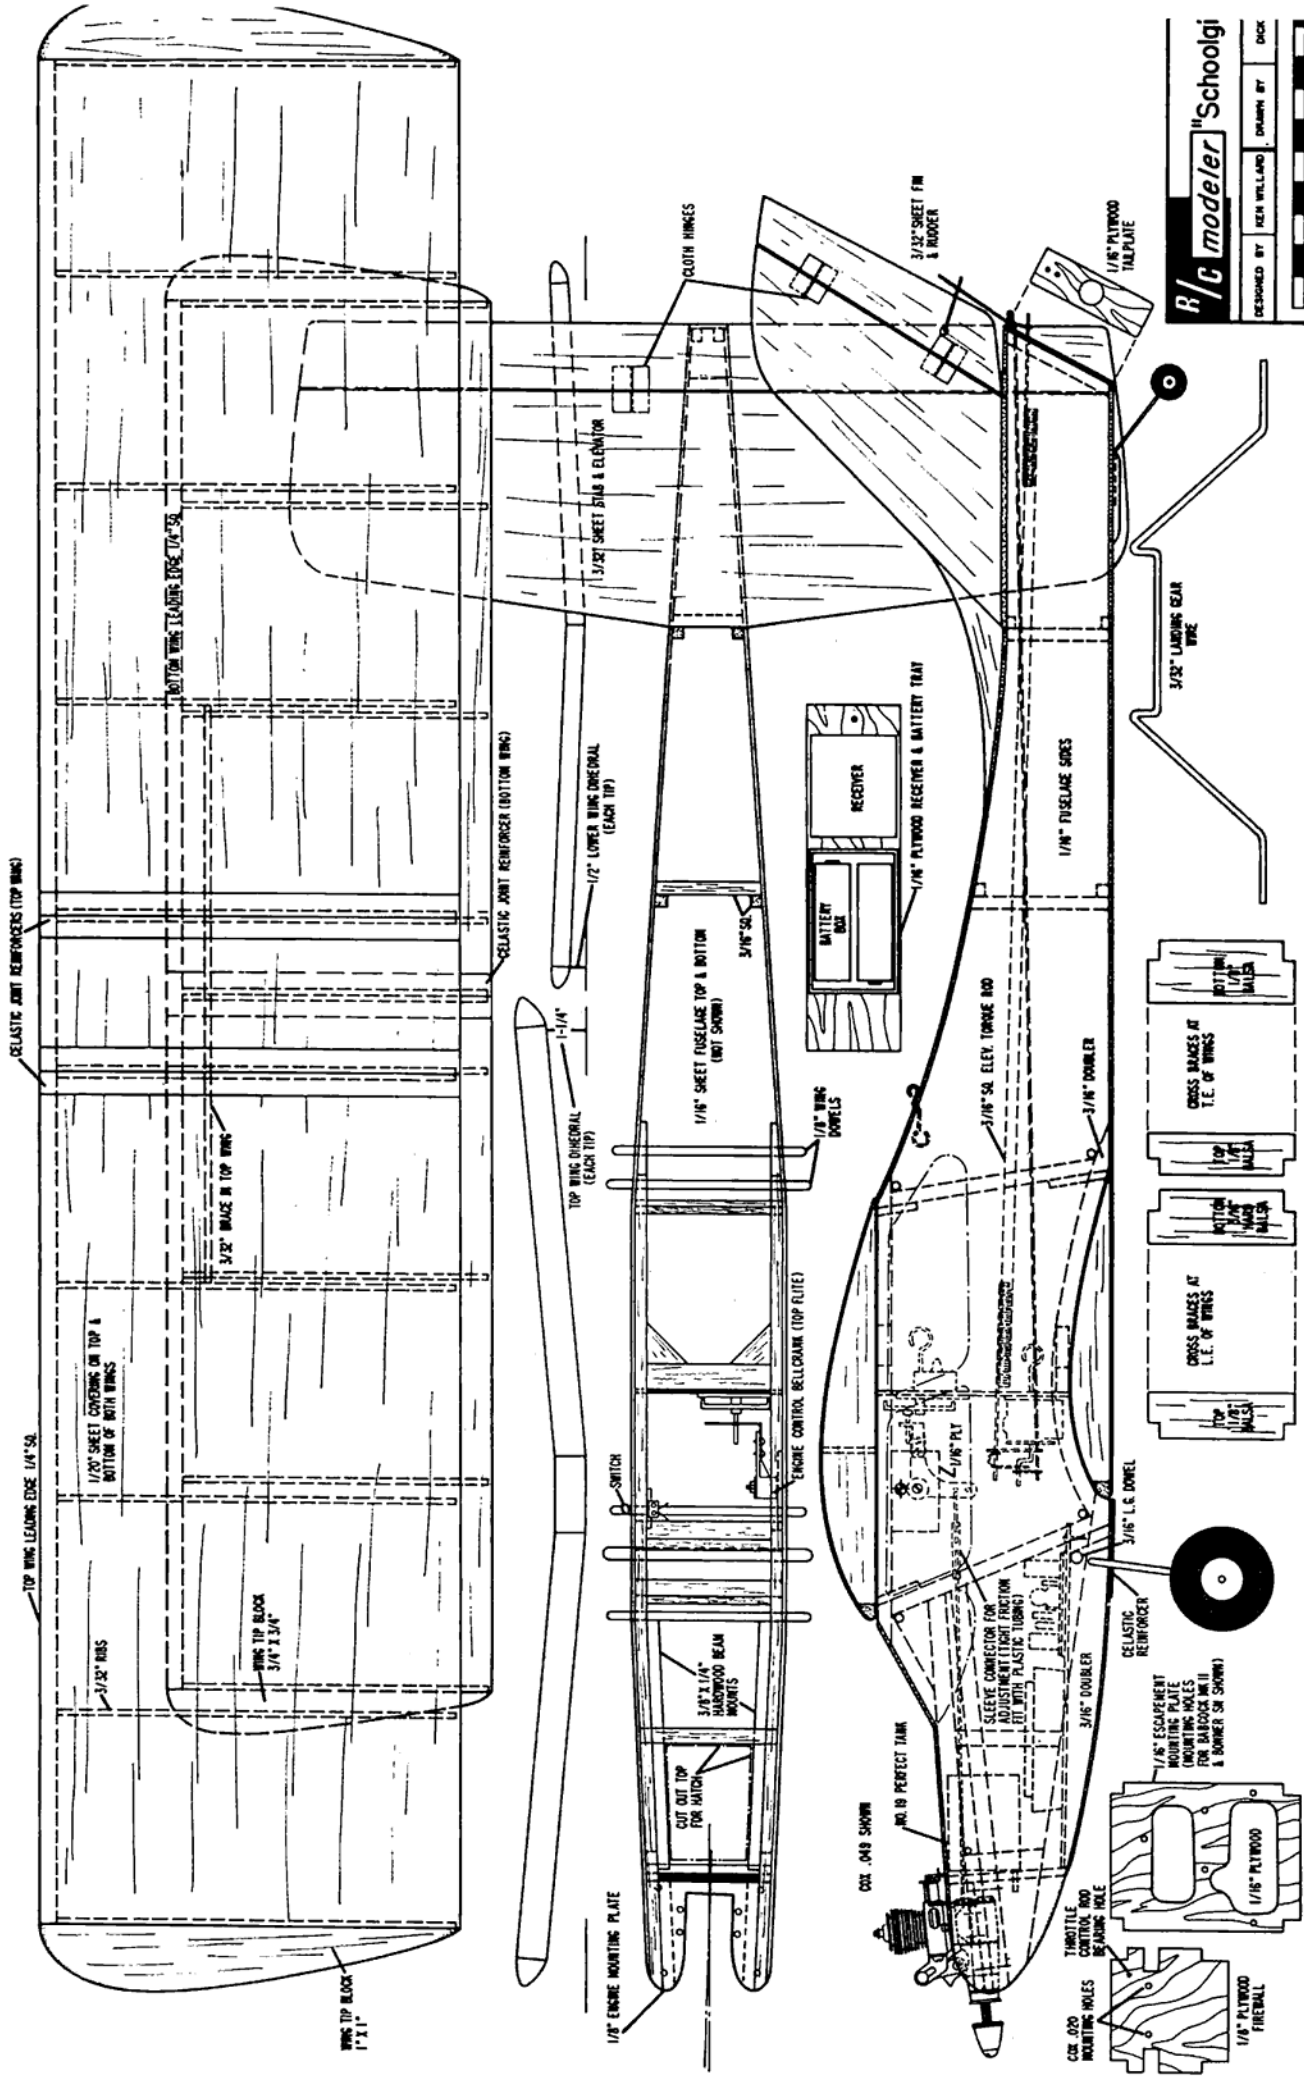 CELASTIC JOINT REINFORCERS (TOP WING)
TOP WING LEADING EDGE 1/4" SQ.
1/20" SHEET COVERING ON TOP &
BOTTOM OF BOTH WINGS
3/32" RIBS
WING TIP BLOCK
3/4" X 3/4"
WING TIP BLOCK
1" X 1"
BOTTOM WING LEADING EDGE 1/4" SQ.
3/32" BRACE IN TOP WING
CELASTIC JOINT REINFORCER (BOTTOM WING)
TOP WING DIHEDRAL
(EACH TIP)
1-1/4"
1/2" LOWER WING DIHEDRAL
(EACH TIP)
3/32" SHEET STAB & ELEVATOR
CLOTH HINGES
1/8" ENGINE MOUNTING PLATE
CUT OUT TOP
FOR HATCH
3/8" X 1/4"
HARDWOOD BEAM
MOUNTS
SWITCH
ENGINE CONTROL BELLCRANK (TOP FLITE)
1/8" WING
DOWELS
1/16" SHEET FUSELAGE TOP & BOTTOM
(NOT SHOWN)
3/16" SQ.
BATTERY
BOX
RECEIVER
1/16" PLYWOOD RECEIVER & BATTERY TRAY
3/32" SHEET FIN
& RUDDER
1/16" PLYWOOD
TAILPLATE
COX .049 SHOWN
NO. 19 PERFECT TANK
SLEEVE CONNECTOR FOR
ADJUSTMENT (TIGHT FRICTION
FIT WITH PLASTIC TUBING)
1/16" PLY
3/16" SQ. ELEV. TORQUE ROD
3/16" DOUBLER
1/16" FUSELAGE SIDES
3/16" DOUBLER
3/16" L.G. DOWEL
CELASTIC
REINFORCER
3/32" LANDING GEAR
WIRE
COX .020
MOUNTING HOLES
THROTTLE
CONTROL ROD
BEARING HOLE
1/8" PLYWOOD
FIREWALL
1/16" PLYWOOD
1/16" ESCAPEMENT
MOUNTING PLATE
(MOUNTING HOLES
FOR BABCOCK MK II
& BONNER SN SHOWN)
TOP
1/8"
BALSA
CROSS BRACES AT
L.E. OF WINGS
BOTTOM
3/16"
HARD
BALSA
TOP
1/8"
BALSA
CROSS BRACES AT
T.E. OF WINGS
BOTTOM
1/8"
BALSA
R/C modeler "Schoolgi
DESIGNED BY KEN WILLARD DRAWN BY DICK